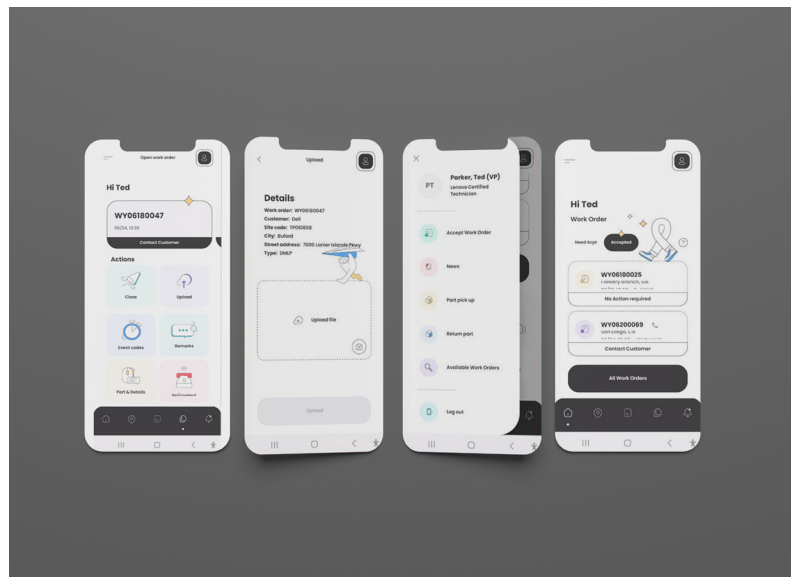 Open work order
Hi Ted
WY06180047
Contact Customer
Actions
Close
Upload
Event codes
Remarks
Part & Details
Upload
Details
Work order: WY06180047
Customer: Dell
Site code: TP061808
City: Buford
Street address: 7000 Lanier Islands Pkwy
Type: DMLP
Upload file
Upload
PT
Parker, Ted (VP)
Lenovo Certified
Technician
Accept Work Order
News
Part pick up
Return part
Available Work Orders
Log out
Hi Ted
Work Order
Need Acpt
Accepted
?
WY06180025
No Action required
WY06200069
Contact Customer
All Work Orders